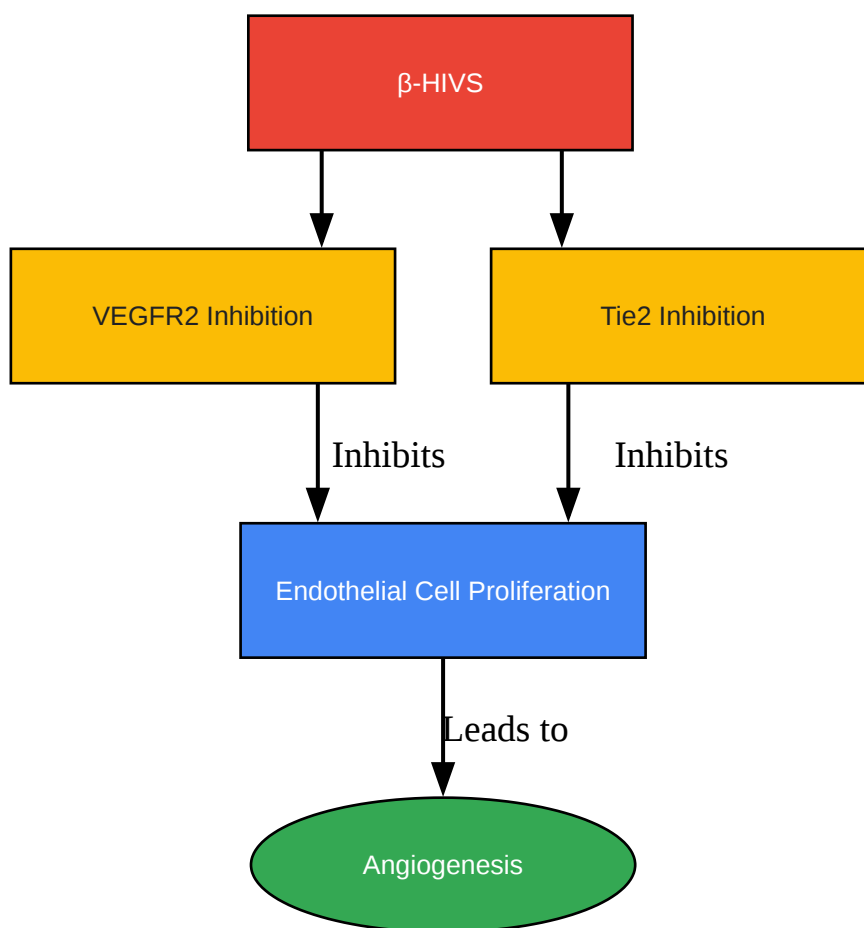 β-HIVS
VEGFR2 Inhibition
Tie2 Inhibition
Inhibits
Inhibits
Endothelial Cell Proliferation
Leads to
Angiogenesis